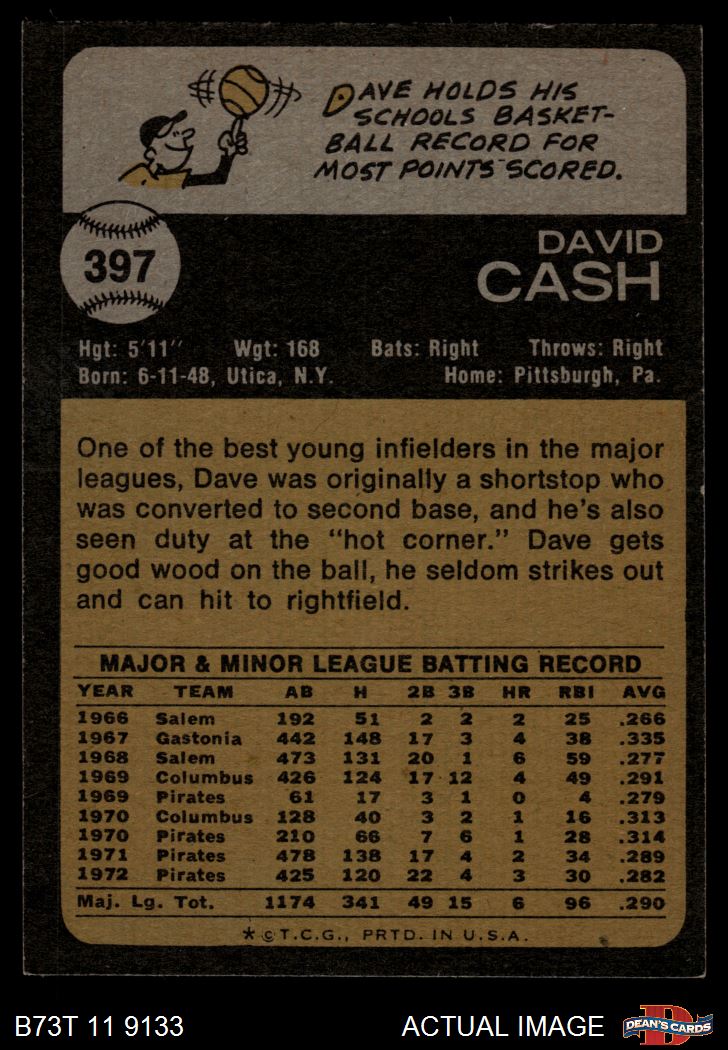 DAVE HOLDS HIS
SCHOOLS BASKET-
BALL RECORD FOR
MOST POINTS SCORED.
397
DAVID
CASH
Hgt: 5'11" Wgt: 168 Bats: Right Throws: Right
Born: 6-11-48, Utica, N.Y. Home: Pittsburgh, Pa.
One of the best young infielders in the major
leagues, Dave was originally a shortstop who
was converted to second base, and he's also
seen duty at the "hot corner." Dave gets
good wood on the ball, he seldom strikes out
and can hit to rightfield.
MAJOR & MINOR LEAGUE BATTING RECORD
YEAR TEAM AB H 2B 3B HR RBI AVG
1966 Salem 192 51 2 2 2 25 .266
1967 Gastonia 442 148 17 3 4 38 .335
1968 Salem 473 131 20 1 6 59 .277
1969 Columbus 426 124 17 12 4 49 .291
1969 Pirates 61 17 3 1 0 4 .279
1970 Columbus 128 40 3 2 1 16 .313
1970 Pirates 210 66 7 6 1 28 .314
1971 Pirates 478 138 17 4 2 34 .289
1972 Pirates 425 120 22 4 3 30 .282
Maj. Lg. Tot. 1174 341 49 15 6 96 .290
* © T.C.G., PRTD. IN U.S.A.
B73T 11 9133 ACTUAL IMAGE
D
DEAN'S CARDS